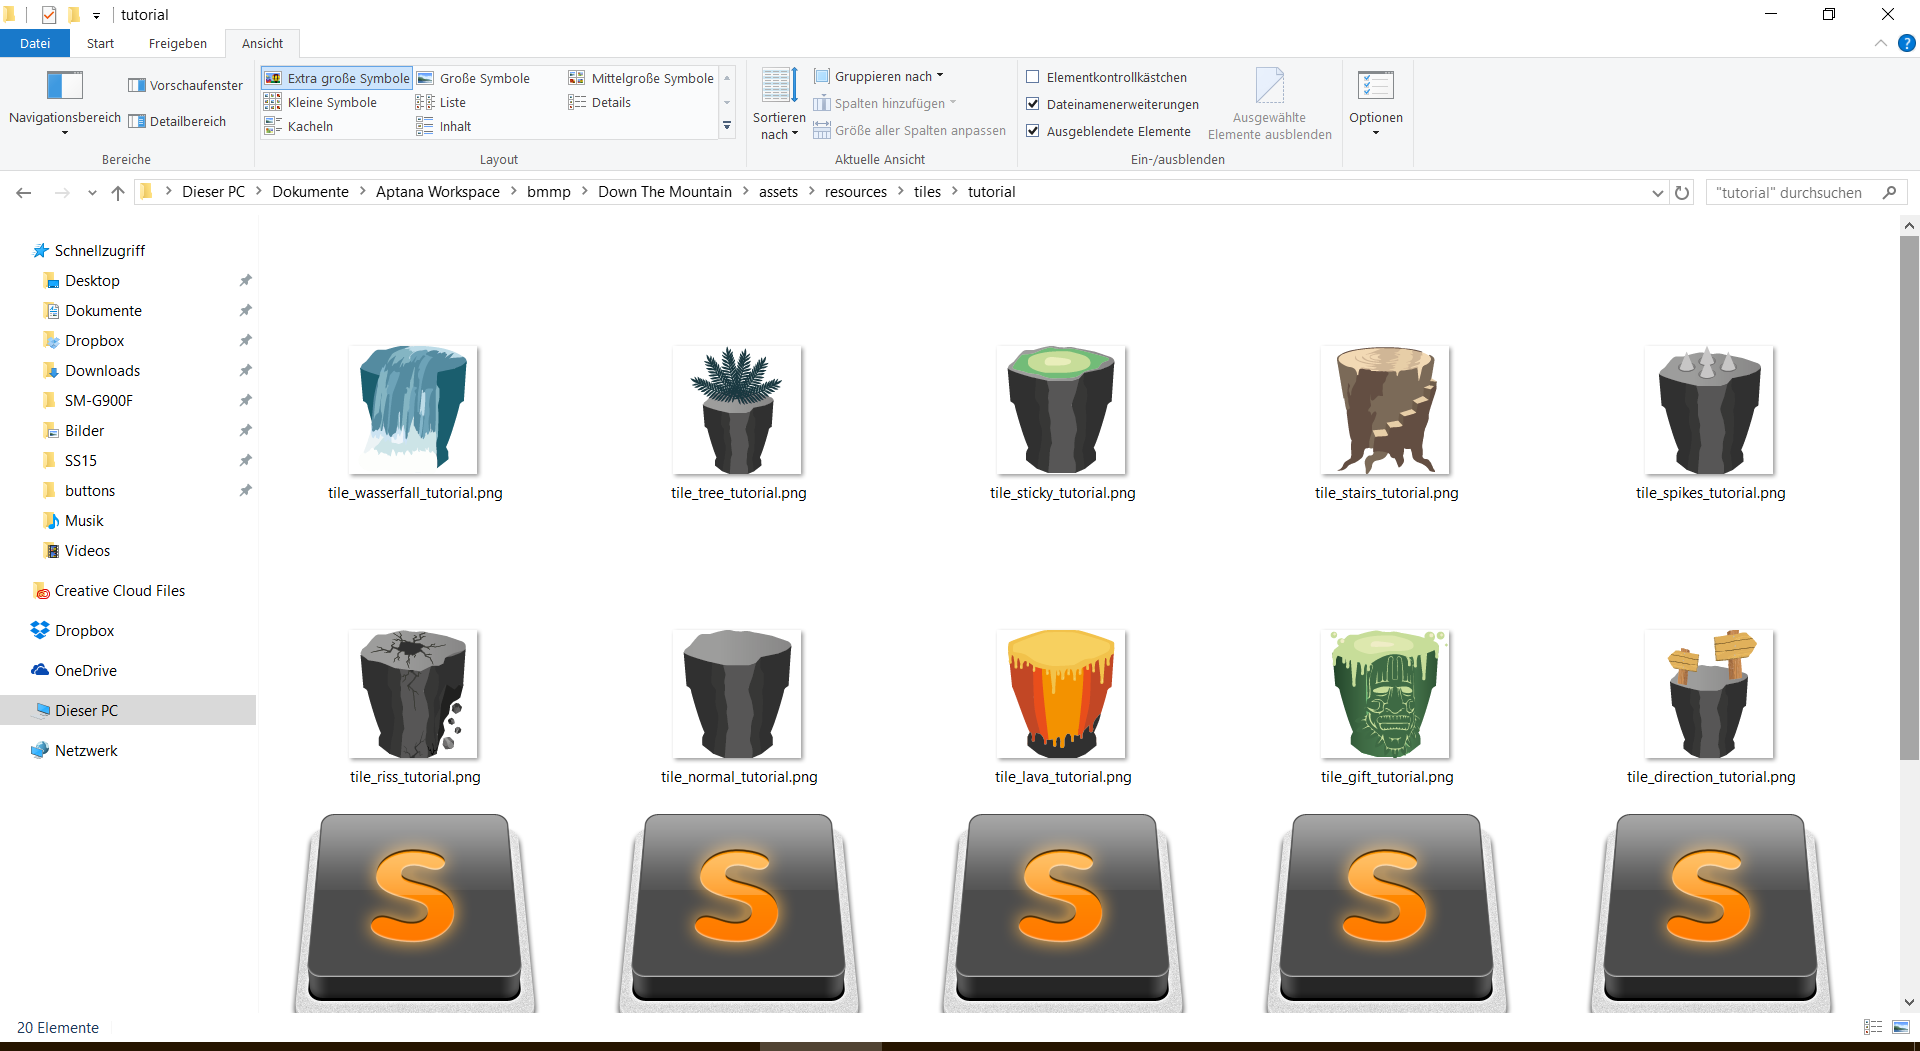 tutorial
Datei Start Freigeben Ansicht
Navigationsbereich
Vorschaufenster
Detailbereich
Bereiche
Extra große Symbole Große Symbole Mittelgroße Symbole
Kleine Symbole Liste Details
Kacheln Inhalt
Layout
Sortieren nach
Gruppieren nach
Spalten hinzufügen
Größe aller Spalten anpassen
Aktuelle Ansicht
Elementkontrollkästchen
Dateinamenerweiterungen
Ausgeblendete Elemente
Ausgewählte
Elemente ausblenden
Ein-/ausblenden
Optionen
Dieser PC Dokumente Aptana Workspace bmmp Down The Mountain assets resources tiles tutorial
"tutorial" durchsuchen
Schnellzugriff
Desktop
Dokumente
Dropbox
Downloads
SM-G900F
Bilder
SS15
buttons
Musik
Videos
Creative Cloud Files
Dropbox
OneDrive
Dieser PC
Netzwerk
tile_wasserfall_tutorial.png tile_tree_tutorial.png tile_sticky_tutorial.png tile_stairs_tutorial.png tile_spikes_tutorial.png
tile_riss_tutorial.png tile_normal_tutorial.png tile_lava_tutorial.png tile_gift_tutorial.png tile_direction_tutorial.png
S S S S S
20 Elemente